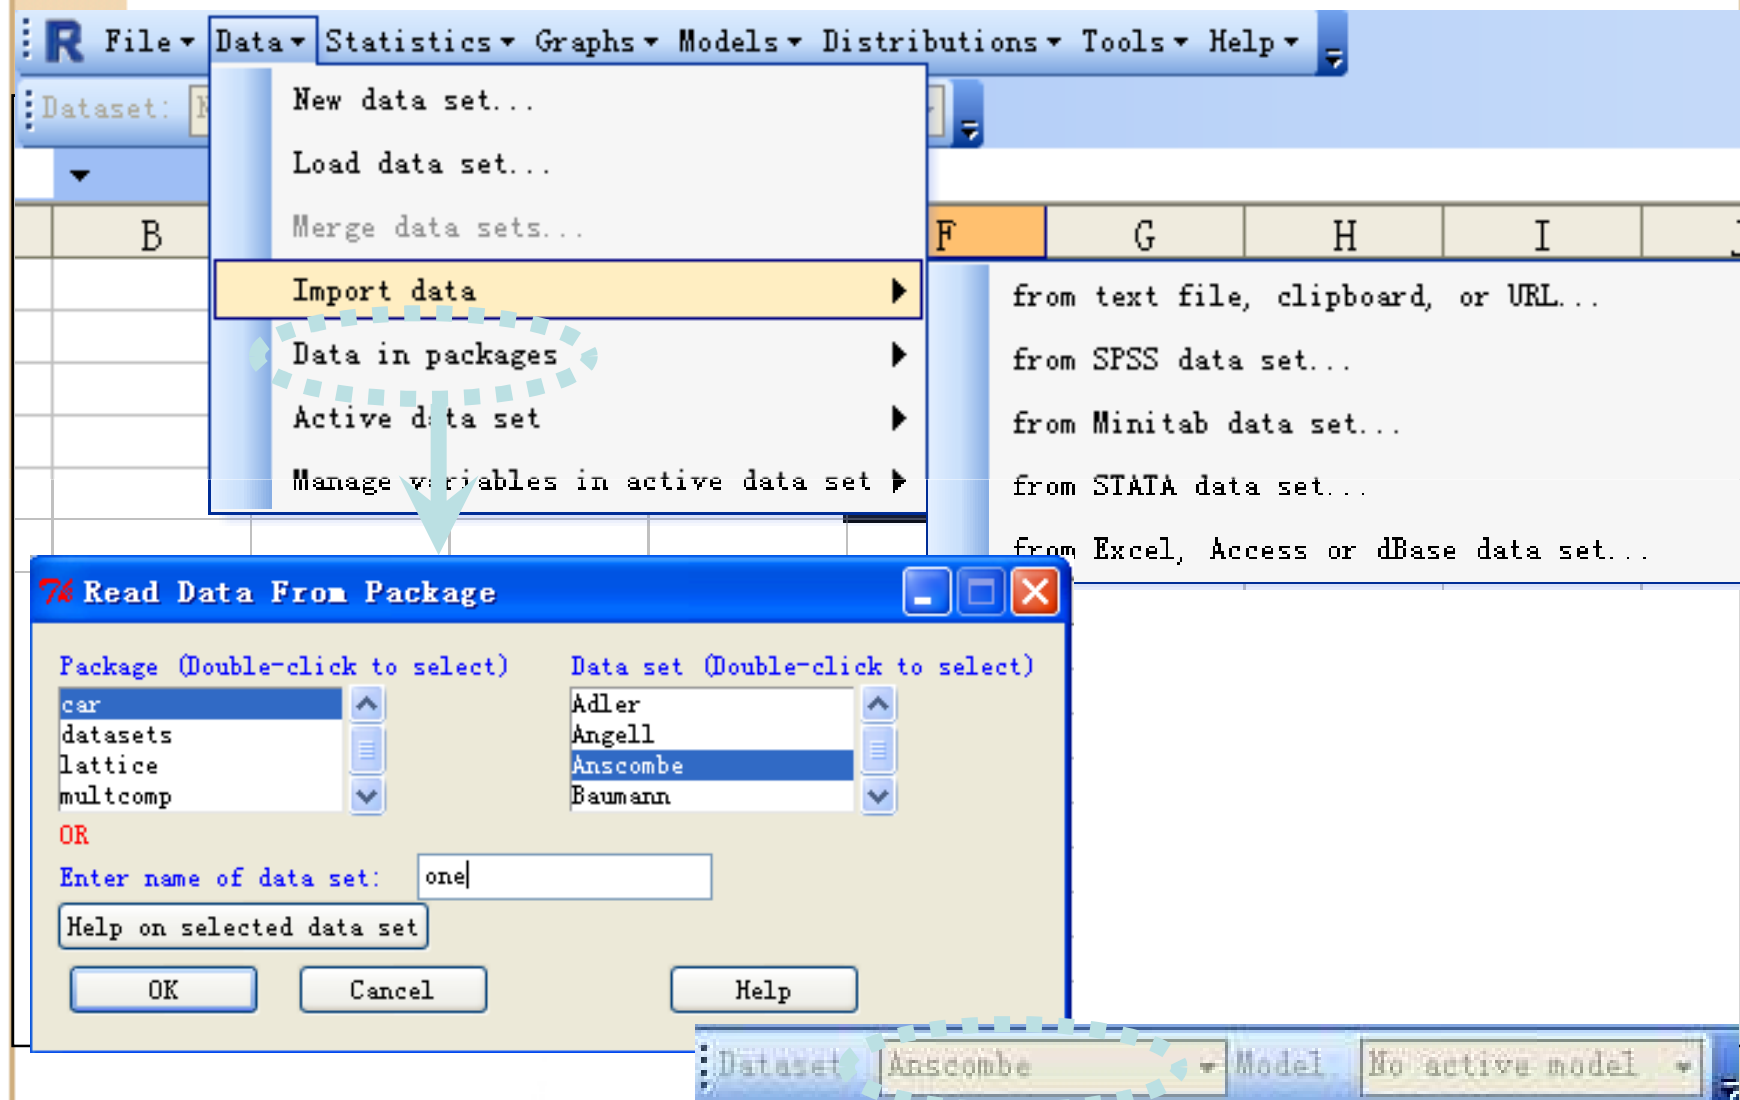 R File Data Statistics Graphs Models Distributions Tools Help
Dataset:
New data set...
Load data set...
Merge data sets...
Import data
Data in packages
Active data set
Manage variables in active data set
B F G H I
from text file, clipboard, or URL...
from SPSS data set...
from Minitab data set...
from STATA data set...
from Excel, Access or dBase data set...
Tk Read Data From Package
Package (Double-click to select) Data set (Double-click to select)
car Adler
datasets Angell
lattice Anscombe
multcomp Baumann
OR
Enter name of data set: one
Help on selected data set
OK Cancel Help
Dataset Anscombe Model No active model